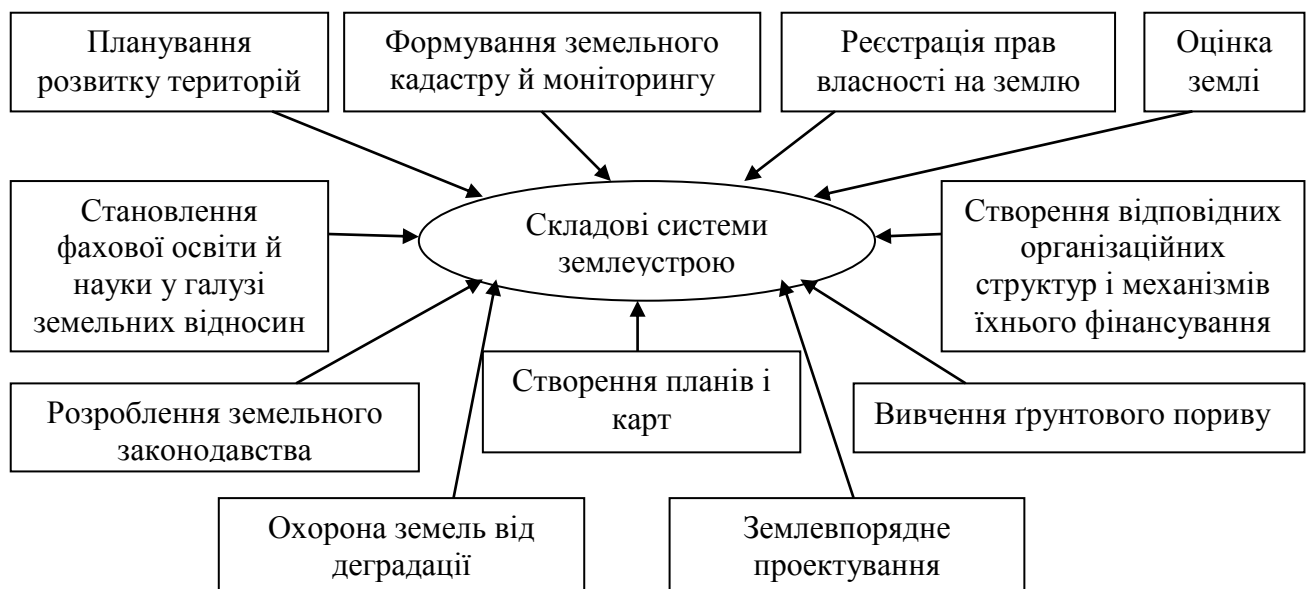 Планування
розвитку територій
Формування земельного
кадастру й моніторингу
Реєстрація прав
власності на землю
Оцінка
землі
Становлення
фахової освіти й
науки у галузі
земельних відносин
Складові системи
землеустрою
Створення відповідних
організаційних
структур і механізмів
їхнього фінансування
Розроблення земельного
законодавства
Створення планів і
карт
Вивчення ґрунтового пориву
Охорона земель від
деградації
Землевпорядне
проектування